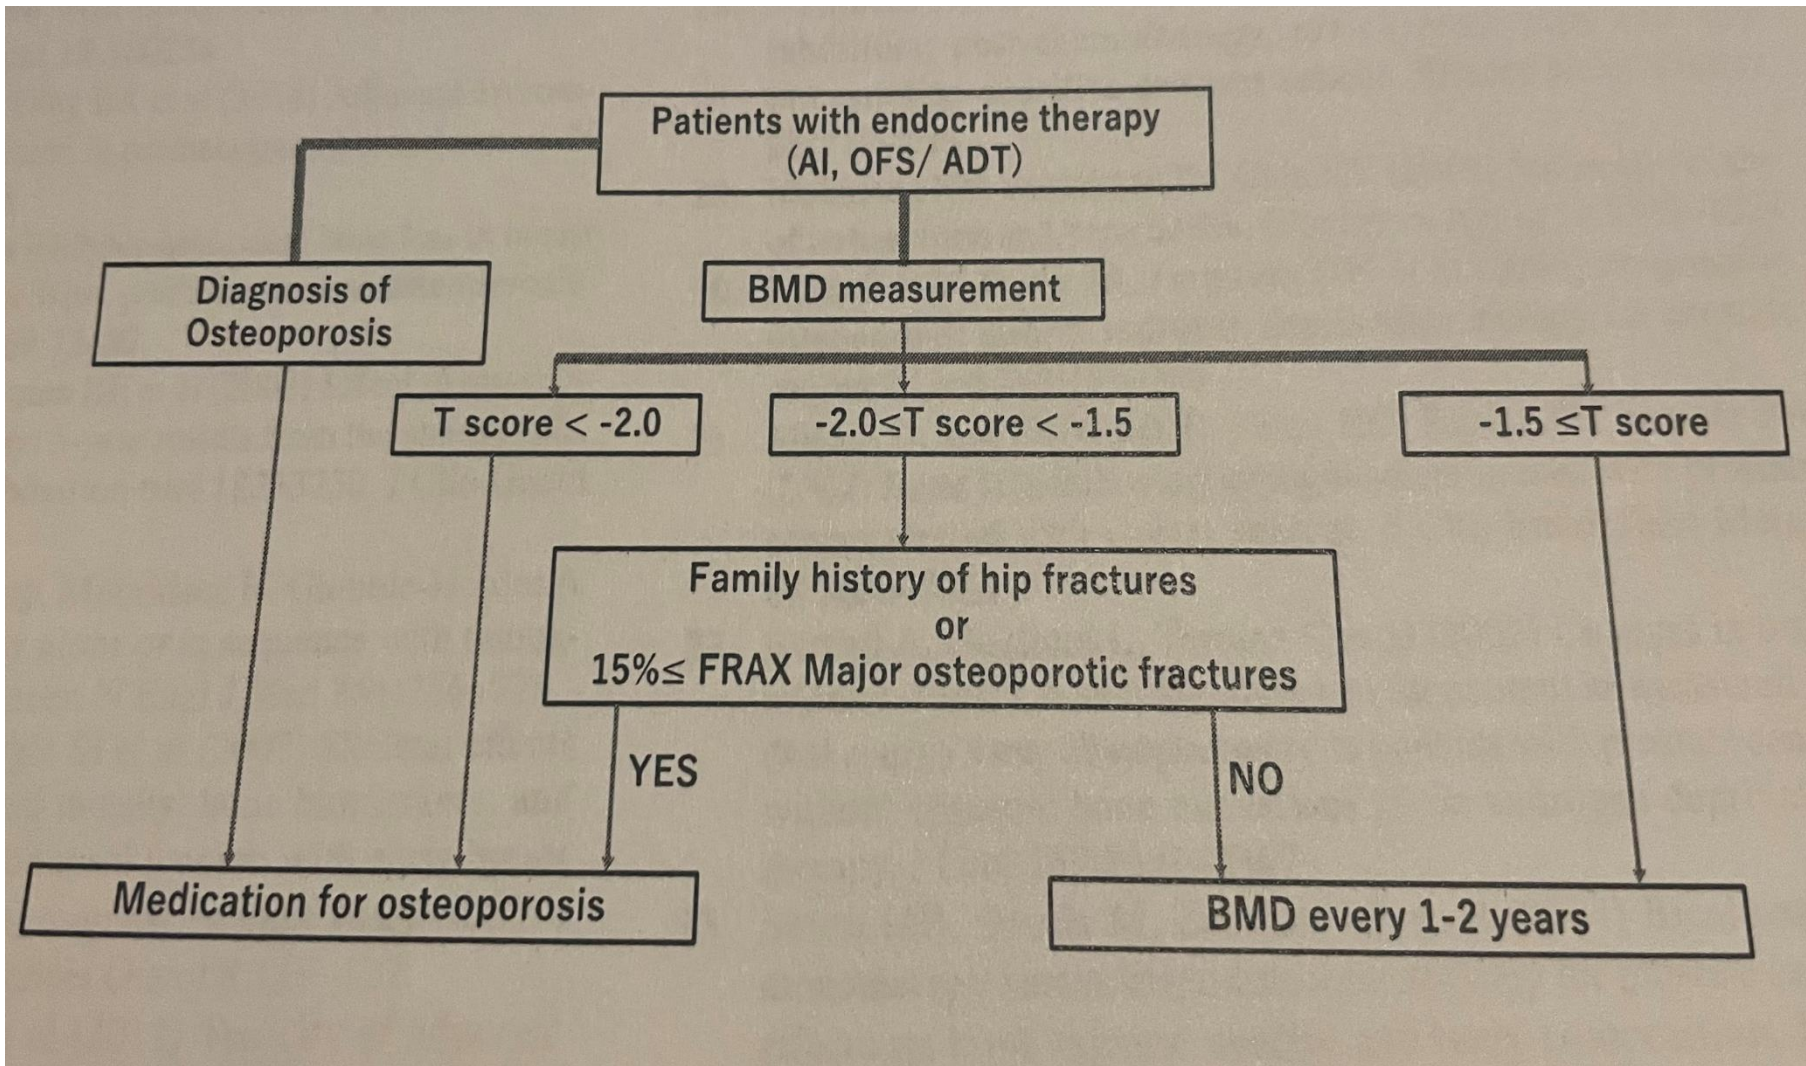 Patients with endocrine therapy
(AI, OFS/ ADT)
Diagnosis of
Osteoporosis
BMD measurement
T score < -2.0
-2.0≤T score < -1.5
-1.5 ≤T score
Family history of hip fractures
or
15%≤ FRAX Major osteoporotic fractures
YES
NO
Medication for osteoporosis
BMD every 1-2 years